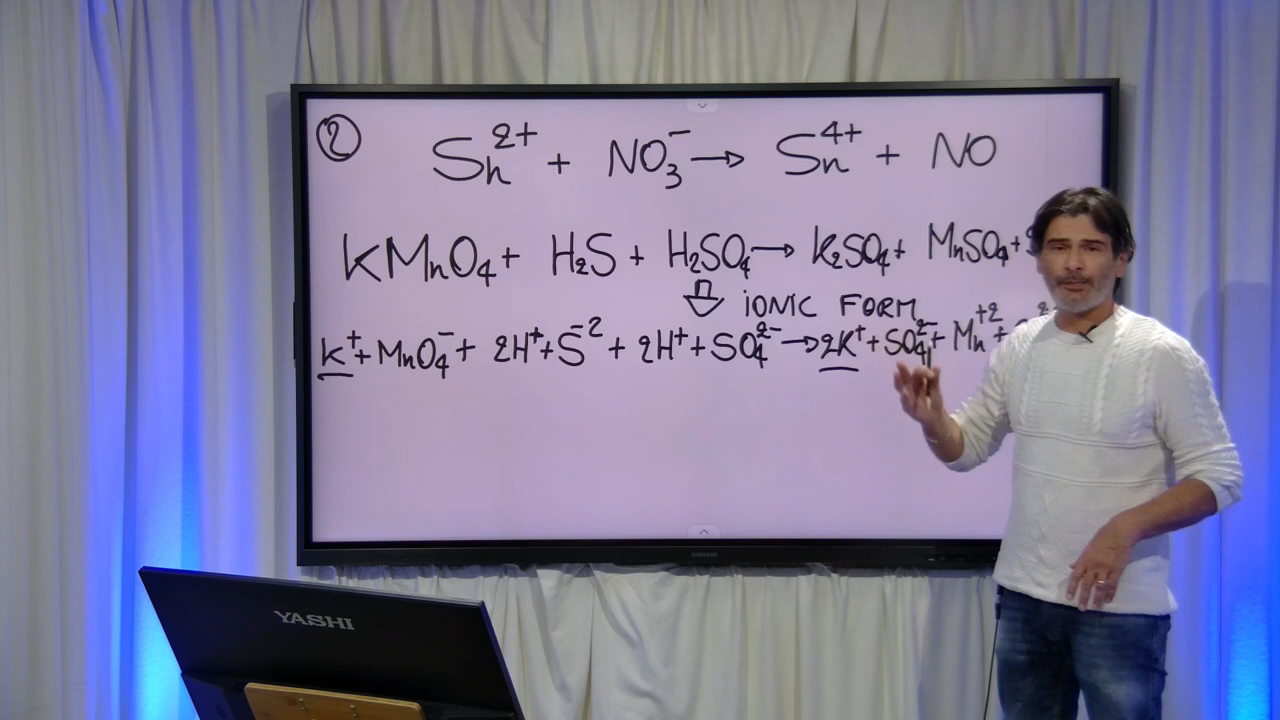 2
Sn²⁺ + NO₃⁻ → Sn⁴⁺ + NO
KMnO₄ + H₂S + H₂SO₄ → K₂SO₄ + MnSO₄ + S
⇓ IONIC FORM
K⁺ + MnO₄⁻ + 2H⁺ + S⁻² + 2H⁺ + SO₄²⁻ → 2K⁺ + SO₄²⁻ + Mn⁺² +
SAMSUNG
YASHI